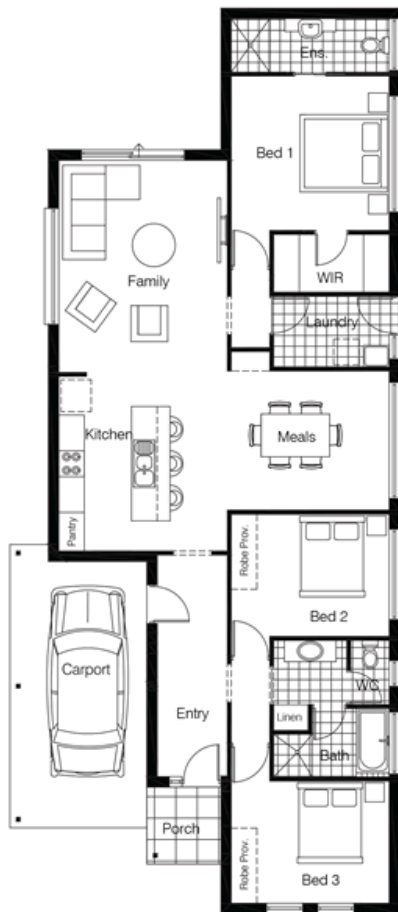 Ens.
Bed 1
WIR
Family
Laundry
Kitchen
Meals
Pantry
Robe Prov.
Bed 2
Carport
WC
Entry
Linen
Bath
Porch
Robe Prov.
Bed 3